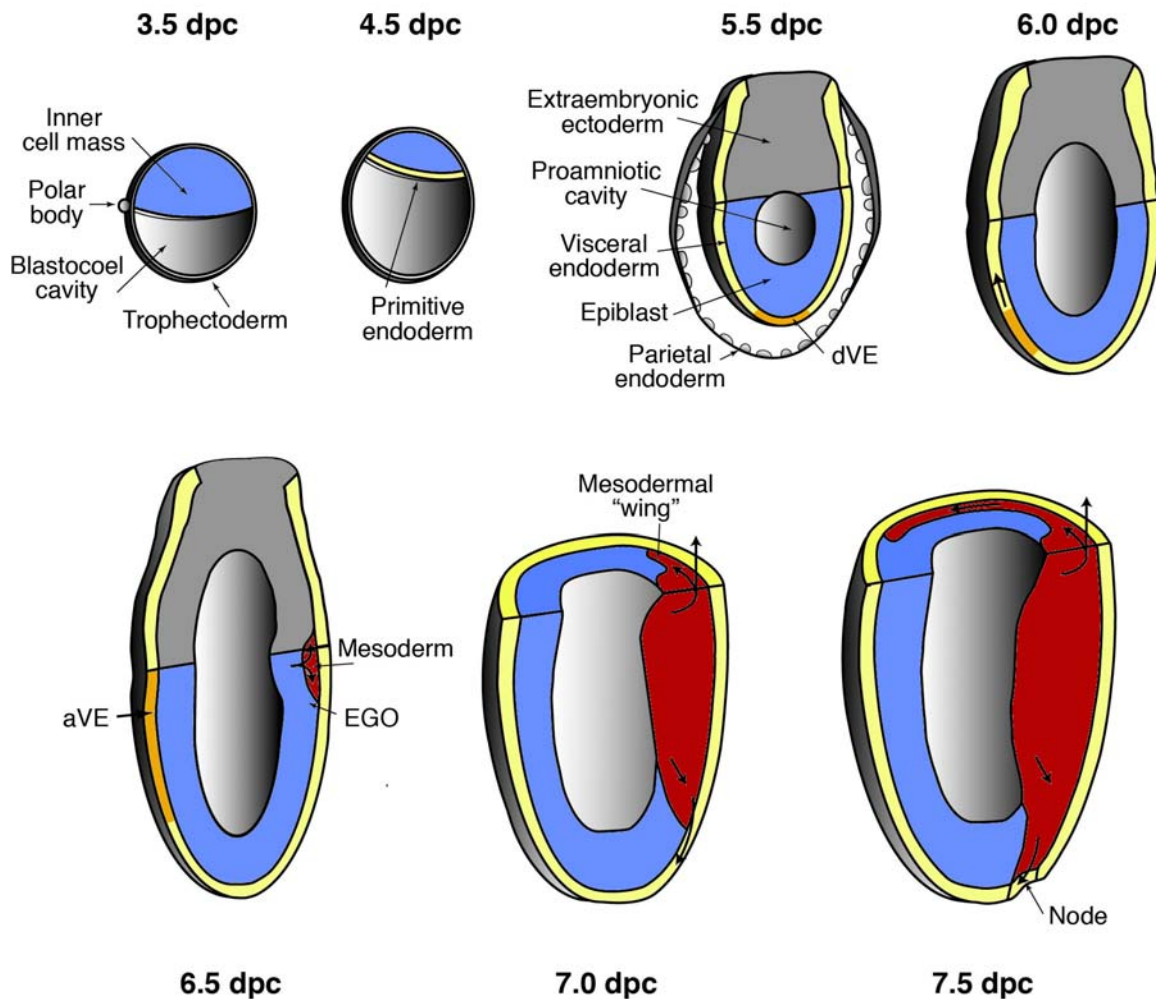 3.5 dpc
4.5 dpc
5.5 dpc
6.0 dpc
Inner
cell mass
Polar
body
Blastocoel
cavity
Trophectoderm
Primitive
endoderm
Extraembryonic
ectoderm
Proamniotic
cavity
Visceral
endoderm
Epiblast
Parietal
endoderm
dVE
aVE
Mesoderm
EGO
Mesodermal
“wing”
Node
6.5 dpc
7.0 dpc
7.5 dpc